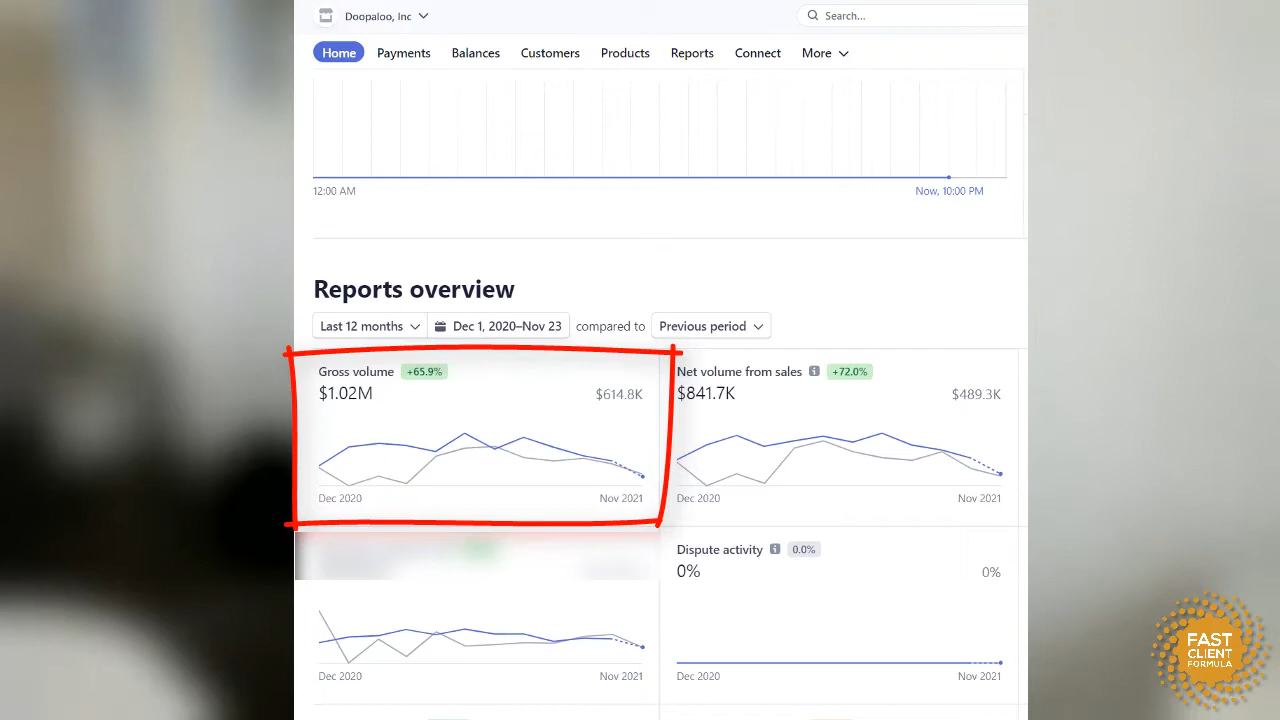 Doopaloo, Inc
Search...
Home Payments Balances Customers Products Reports Connect More
12:00 AM
Now, 10:00 PM
Reports overview
Last 12 months Dec 1, 2020–Nov 23 compared to Previous period
Gross volume +65.9%
$1.02M $614.8K
Dec 2020 Nov 2021
Net volume from sales +72.0%
$841.7K $489.3K
Dec 2020 Nov 2021
Dec 2020 Nov 2021
Dispute activity 0.0%
0% 0%
Dec 2020 Nov 2021
FAST
CLIENT
FORMULA